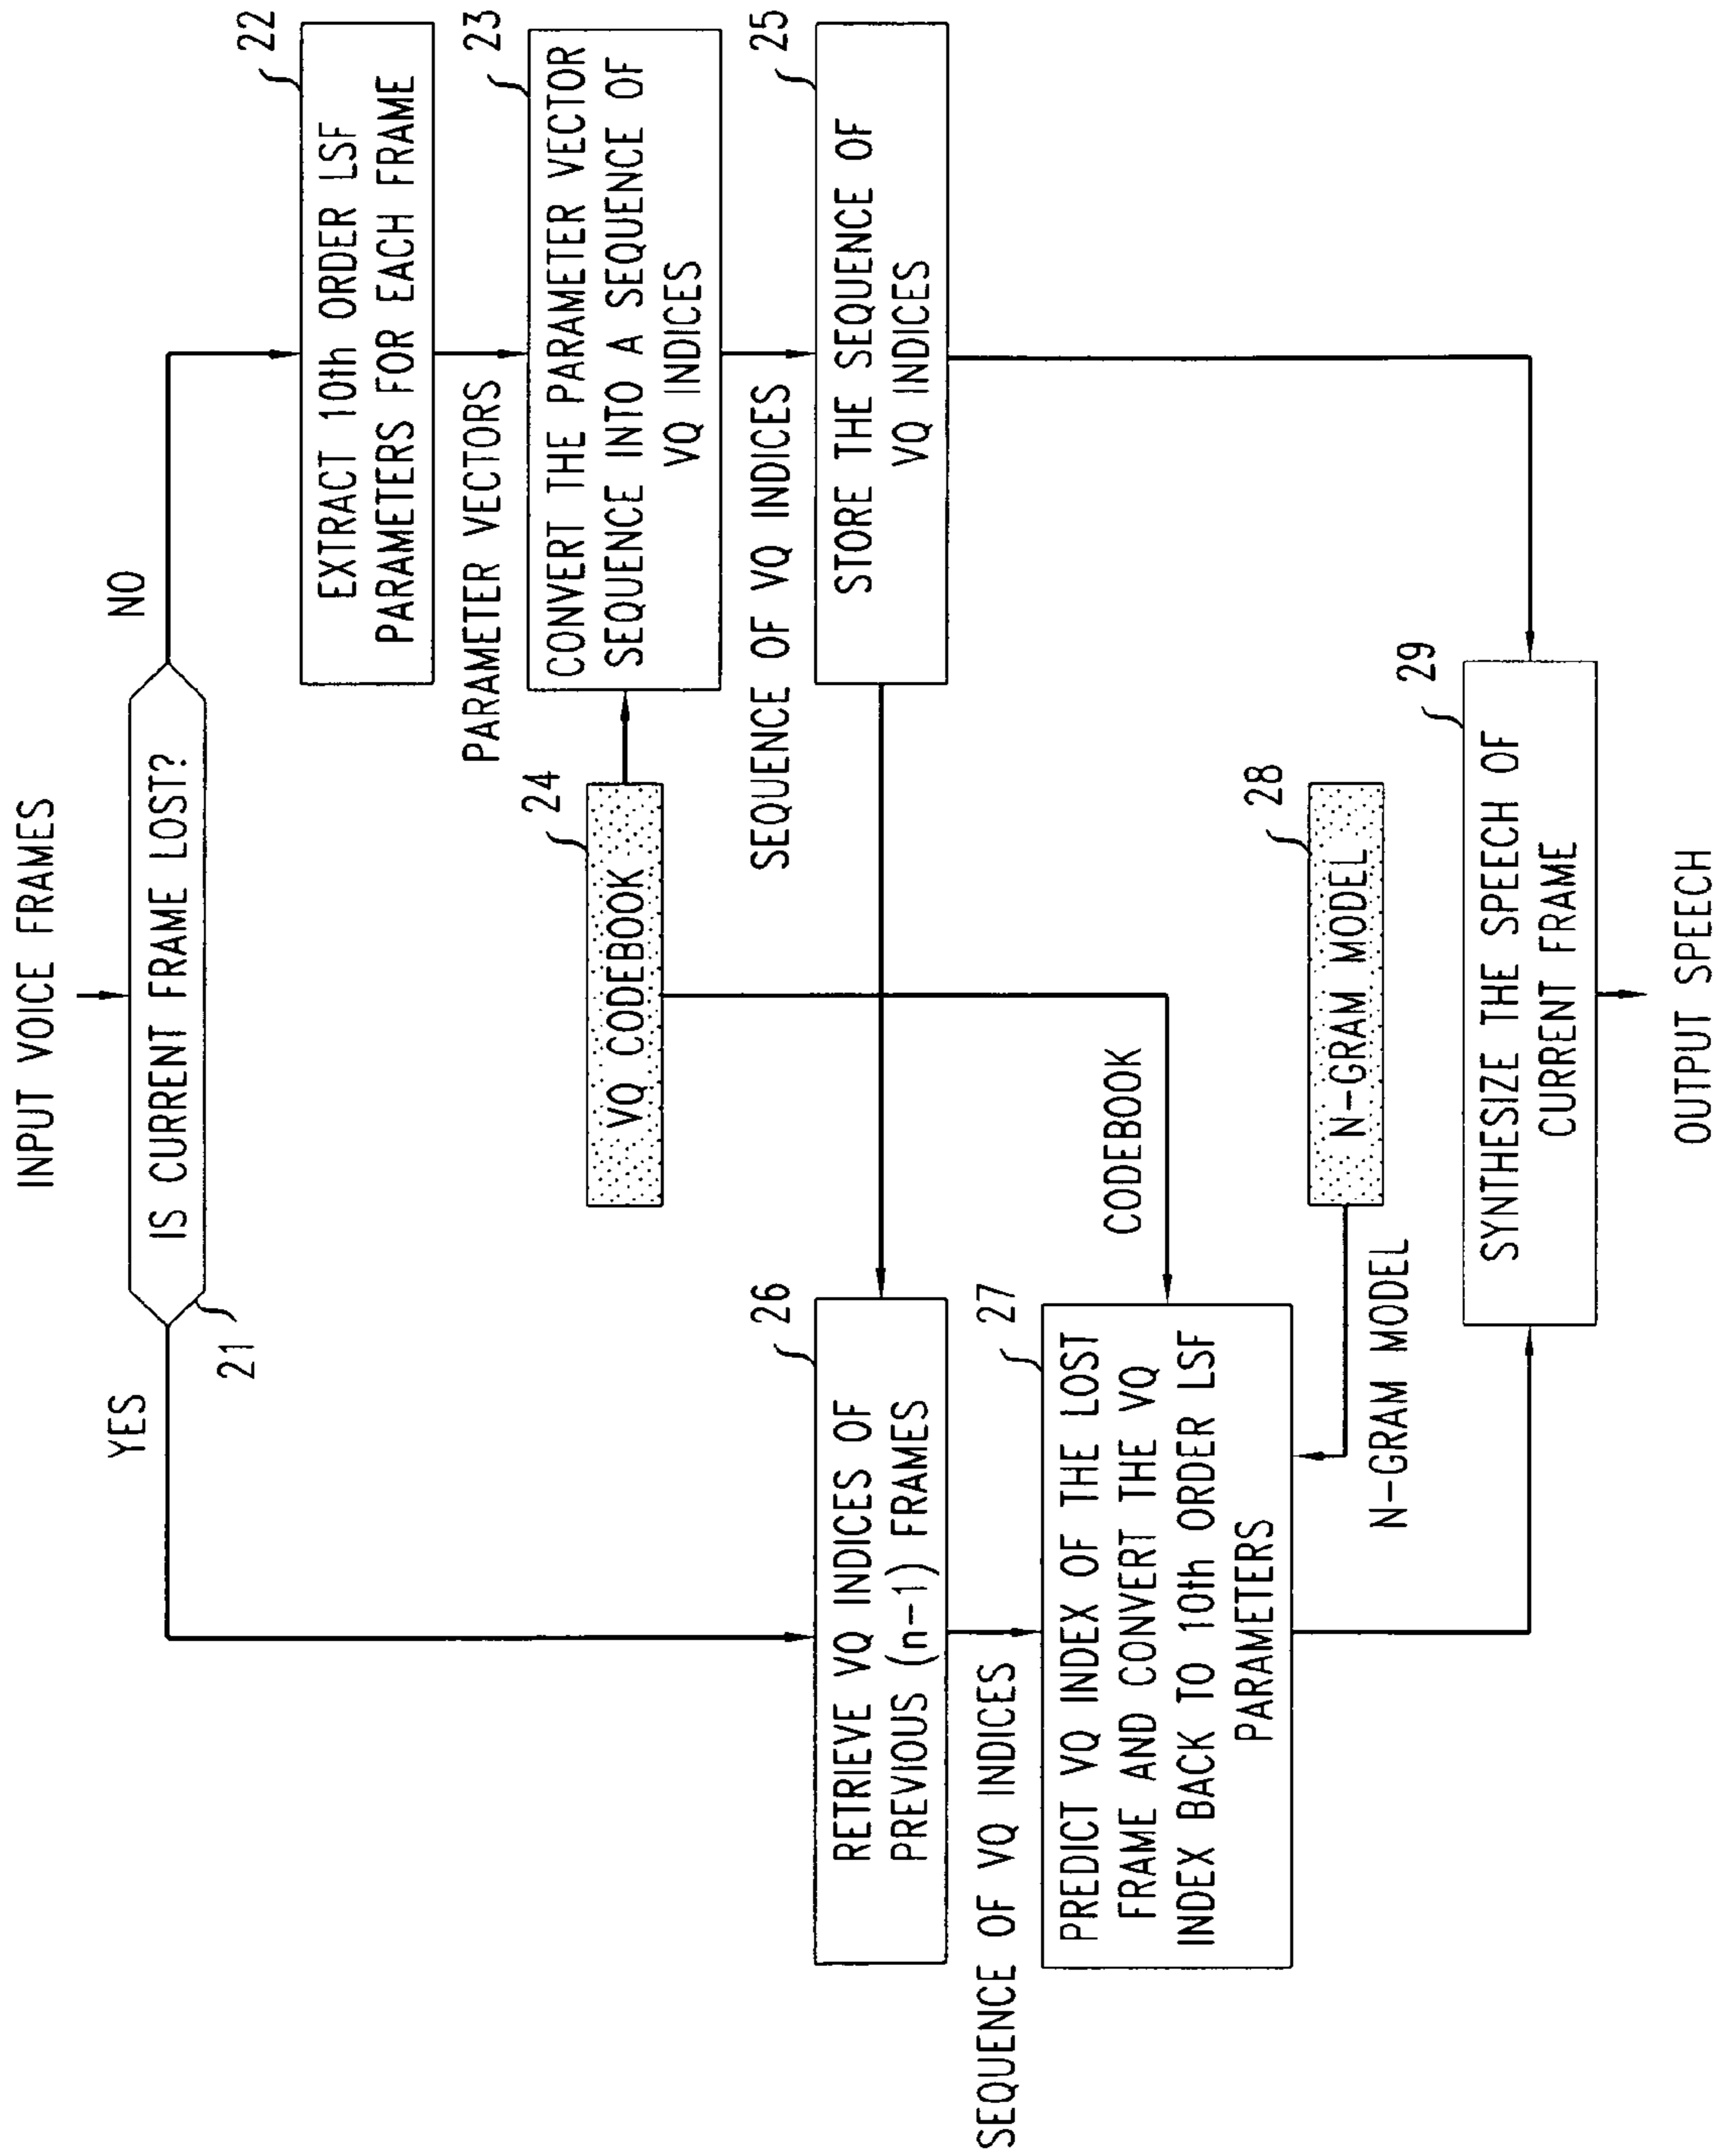 INPUT VOICE FRAMES
IS CURRENT FRAME LOST?
21
YES
NO
22
EXTRACT 10th ORDER LSF
PARAMETERS FOR EACH FRAME
PARAMETER VECTORS
23
CONVERT THE PARAMETER VECTOR
SEQUENCE INTO A SEQUENCE OF
VQ INDICES
24
VQ CODEBOOK
SEQUENCE OF VQ INDICES
25
STORE THE SEQUENCE OF
VQ INDICES
26
RETRIEVE VQ INDICES OF
PREVIOUS (n-1) FRAMES
SEQUENCE OF VQ INDICES
27
PREDICT VQ INDEX OF THE LOST
FRAME AND CONVERT THE VQ
INDEX BACK TO 10th ORDER LSF
PARAMETERS
CODEBOOK
28
N-GRAM MODEL
N-GRAM MODEL
29
SYNTHESIZE THE SPEECH OF
CURRENT FRAME
OUTPUT SPEECH